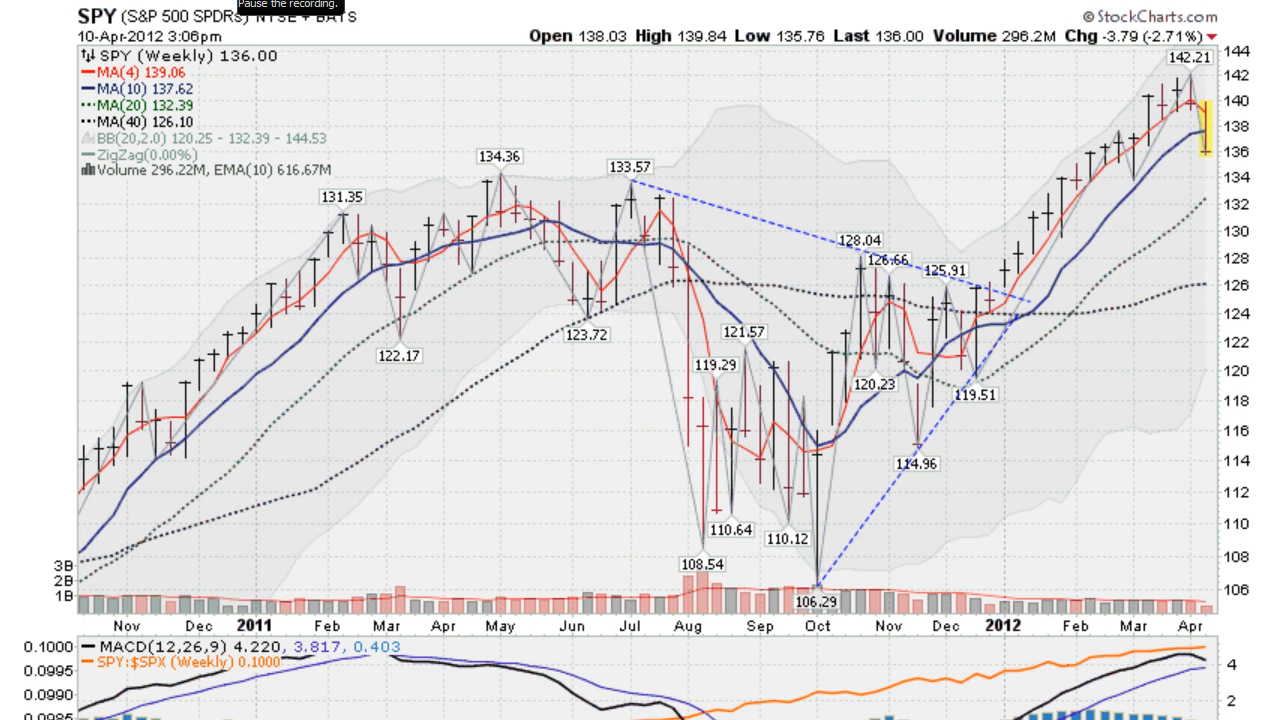 Pause the recording.
SPY (S&P 500 SPDRs) NYSE + BATS © StockCharts.com
10-Apr-2012 3:06pm Open 138.03 High 139.84 Low 135.76 Last 136.00 Volume 296.2M Chg -3.79 (-2.71%)
SPY (Weekly) 136.00
MA(4) 139.06
MA(10) 137.62
MA(20) 132.39
MA(40) 126.10
BB(20,2.0) 120.25 - 132.39 - 144.53
ZigZag(0.00%)
Volume 296.22M, EMA(10) 616.67M
142.21
134.36
133.57
131.35
128.04
126.66
125.91
123.72
122.17
121.57
119.29
120.23
119.51
114.96
110.64
110.12
108.54
106.29
144
142
140
138
136
134
132
130
128
126
124
122
120
118
116
114
112
110
108
106
3B
2B
1B
Nov Dec 2011 Feb Mar Apr May Jun Jul Aug Sep Oct Nov Dec 2012 Feb Mar Apr
MACD(12,26,9) 4.220, 3.817, 0.403
SPY:$SPX (Weekly) 0.1000
0.1000
0.0995
0.0990
0.0985
4
2